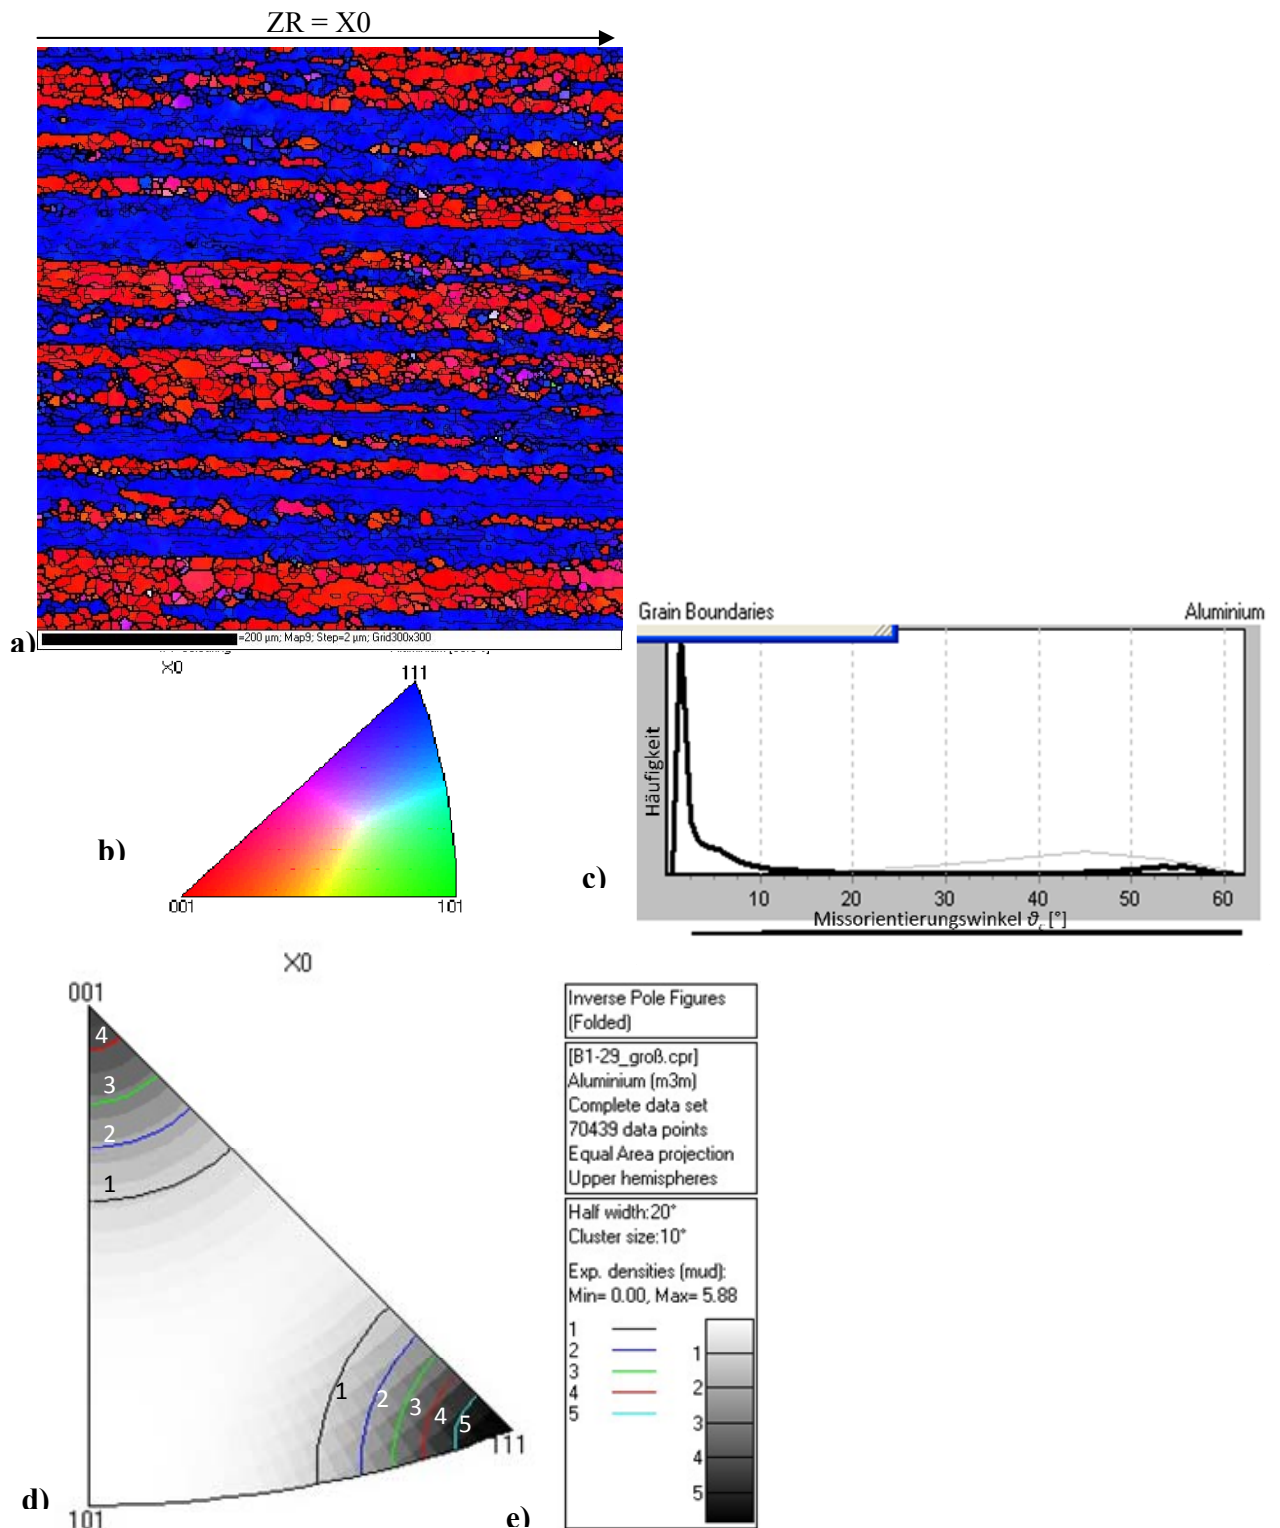 ZR = X0
a)
=200 µm; Map9; Step=2 µm; Grid300x300
X0
111
b)
001
101
Grain Boundaries
Aluminium
Häufigkeit
c)
10
20
30
40
50
60
Missorientierungswinkel ϑc [°]
X0
001
4
3
2
1
1
2
3
4
5
111
d)
101
e)
Inverse Pole Figures
(Folded)
[B1-29_groß.cpr]
Aluminium (m3m)
Complete data set
70439 data points
Equal Area projection
Upper hemispheres
Half width:20°
Cluster size:10°
Exp. densities (mud):
Min= 0.00, Max= 5.88
1
2
3
4
5
1
2
3
4
5